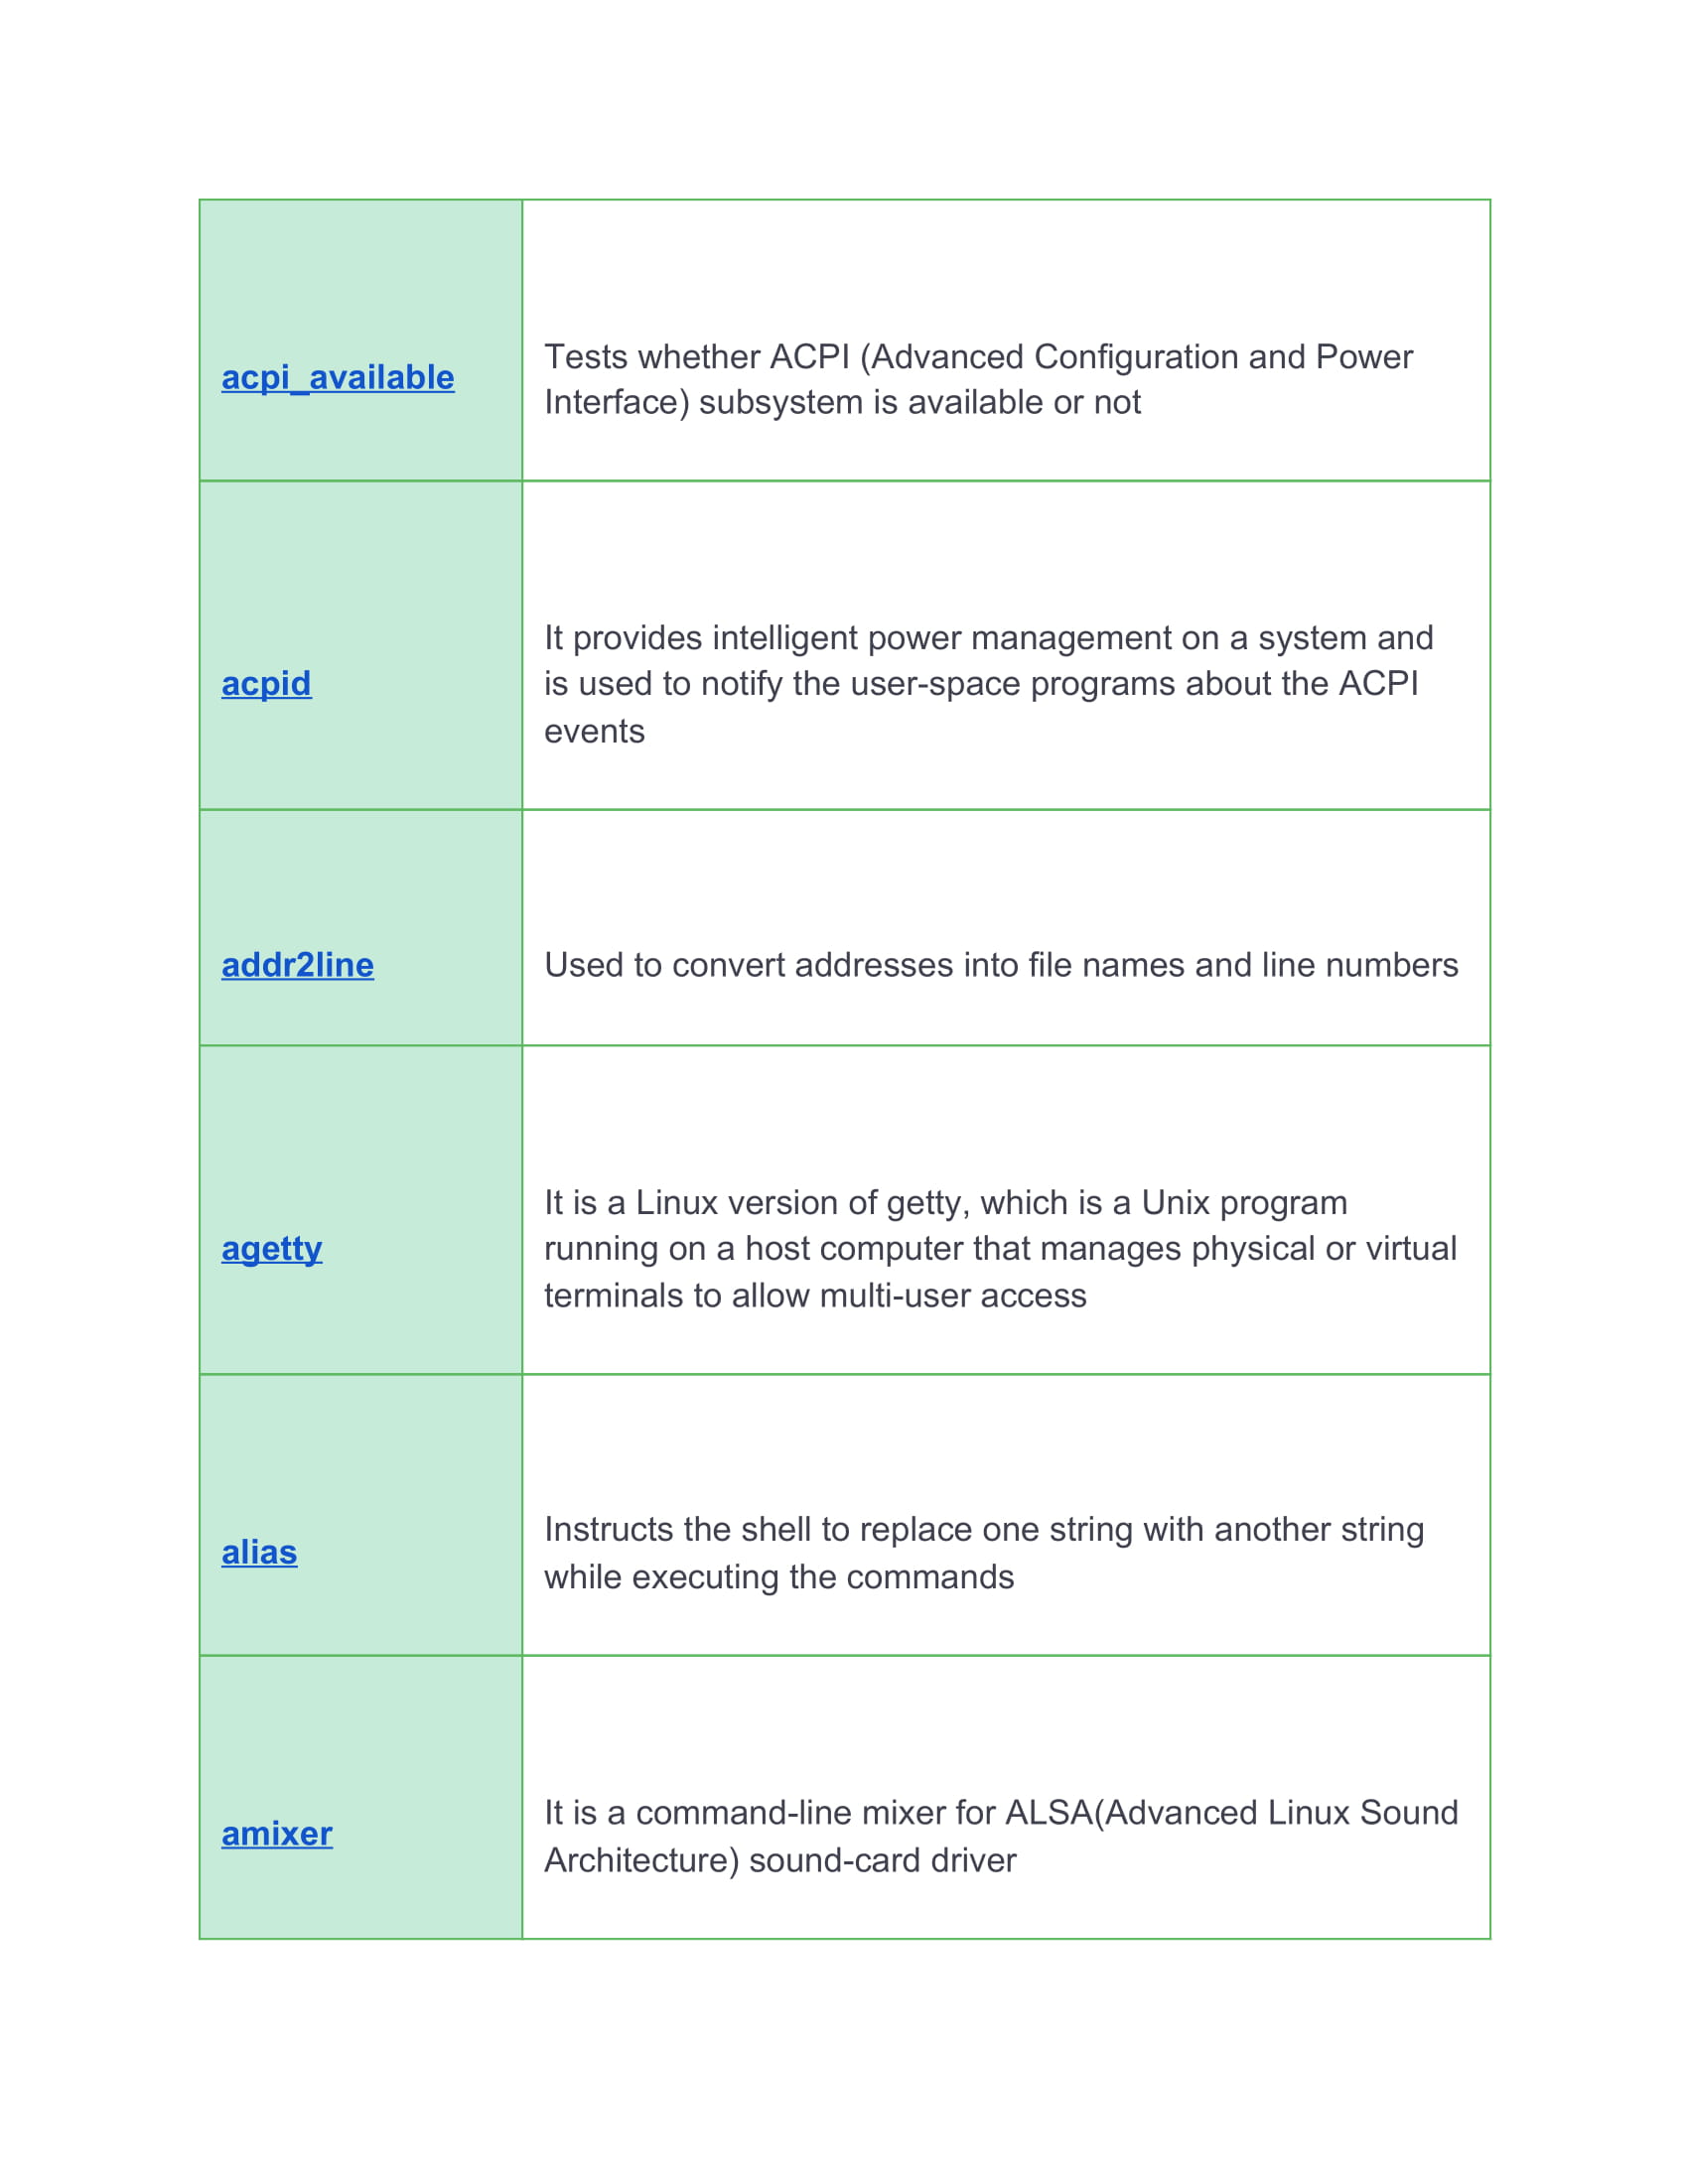 acpi_available
Tests whether ACPI (Advanced Configuration and Power
Interface) subsystem is available or not
acpid
It provides intelligent power management on a system and
is used to notify the user-space programs about the ACPI
events
addr2line
Used to convert addresses into file names and line numbers
agetty
It is a Linux version of getty, which is a Unix program
running on a host computer that manages physical or virtual
terminals to allow multi-user access
alias
Instructs the shell to replace one string with another string
while executing the commands
amixer
It is a command-line mixer for ALSA(Advanced Linux Sound
Architecture) sound-card driver